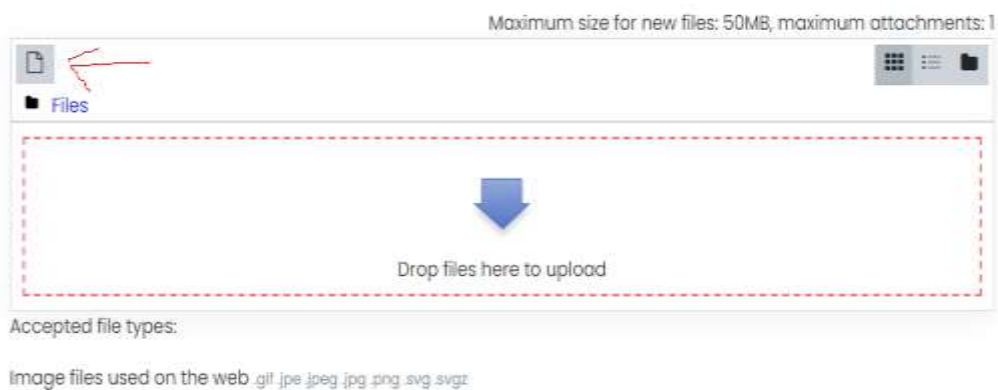 Maximum size for new files: 50MB, maximum attachments: 1
Files
Drop files here to upload
Accepted file types:
Image files used on the web .gif .jpe .jpeg .jpg .png .svg .svgz